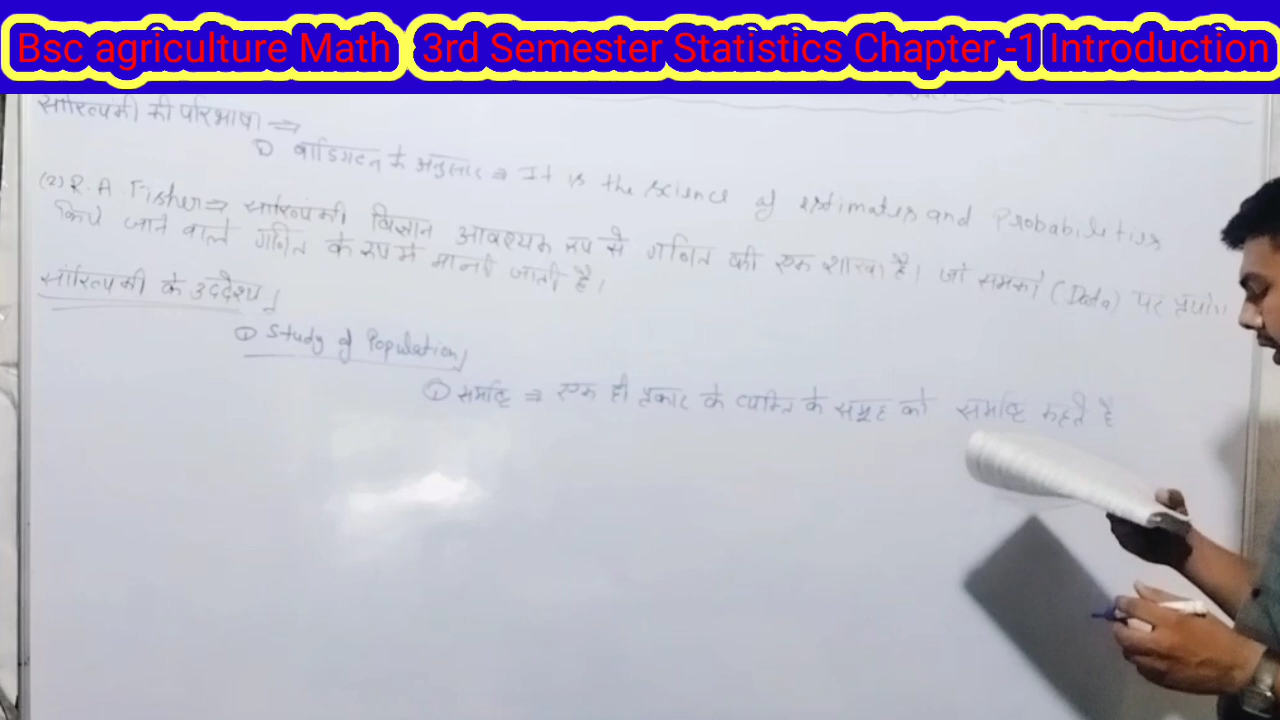 Bsc agriculture Math 3rd Semester Statistics Chapter -1 Introduction
सांख्यिकी की परिभाषा ⇒
① बाडिंगटन के अनुसार ⇒ It is the science of estimates and Probabilities
(2) R. A Fisher ⇒ सांख्यिकी विज्ञान आवश्यक रूप से गणित की एक शाखा है। जो समकों (Data) पर प्रयोग
किये जाने वाले गणित के रूप में मानी जाती है।
सांख्यिकी के उद्देश्य
① Study of Population
① समष्टि ⇒ एक ही प्रकार के व्यक्ति के समूह को समष्टि कहते है